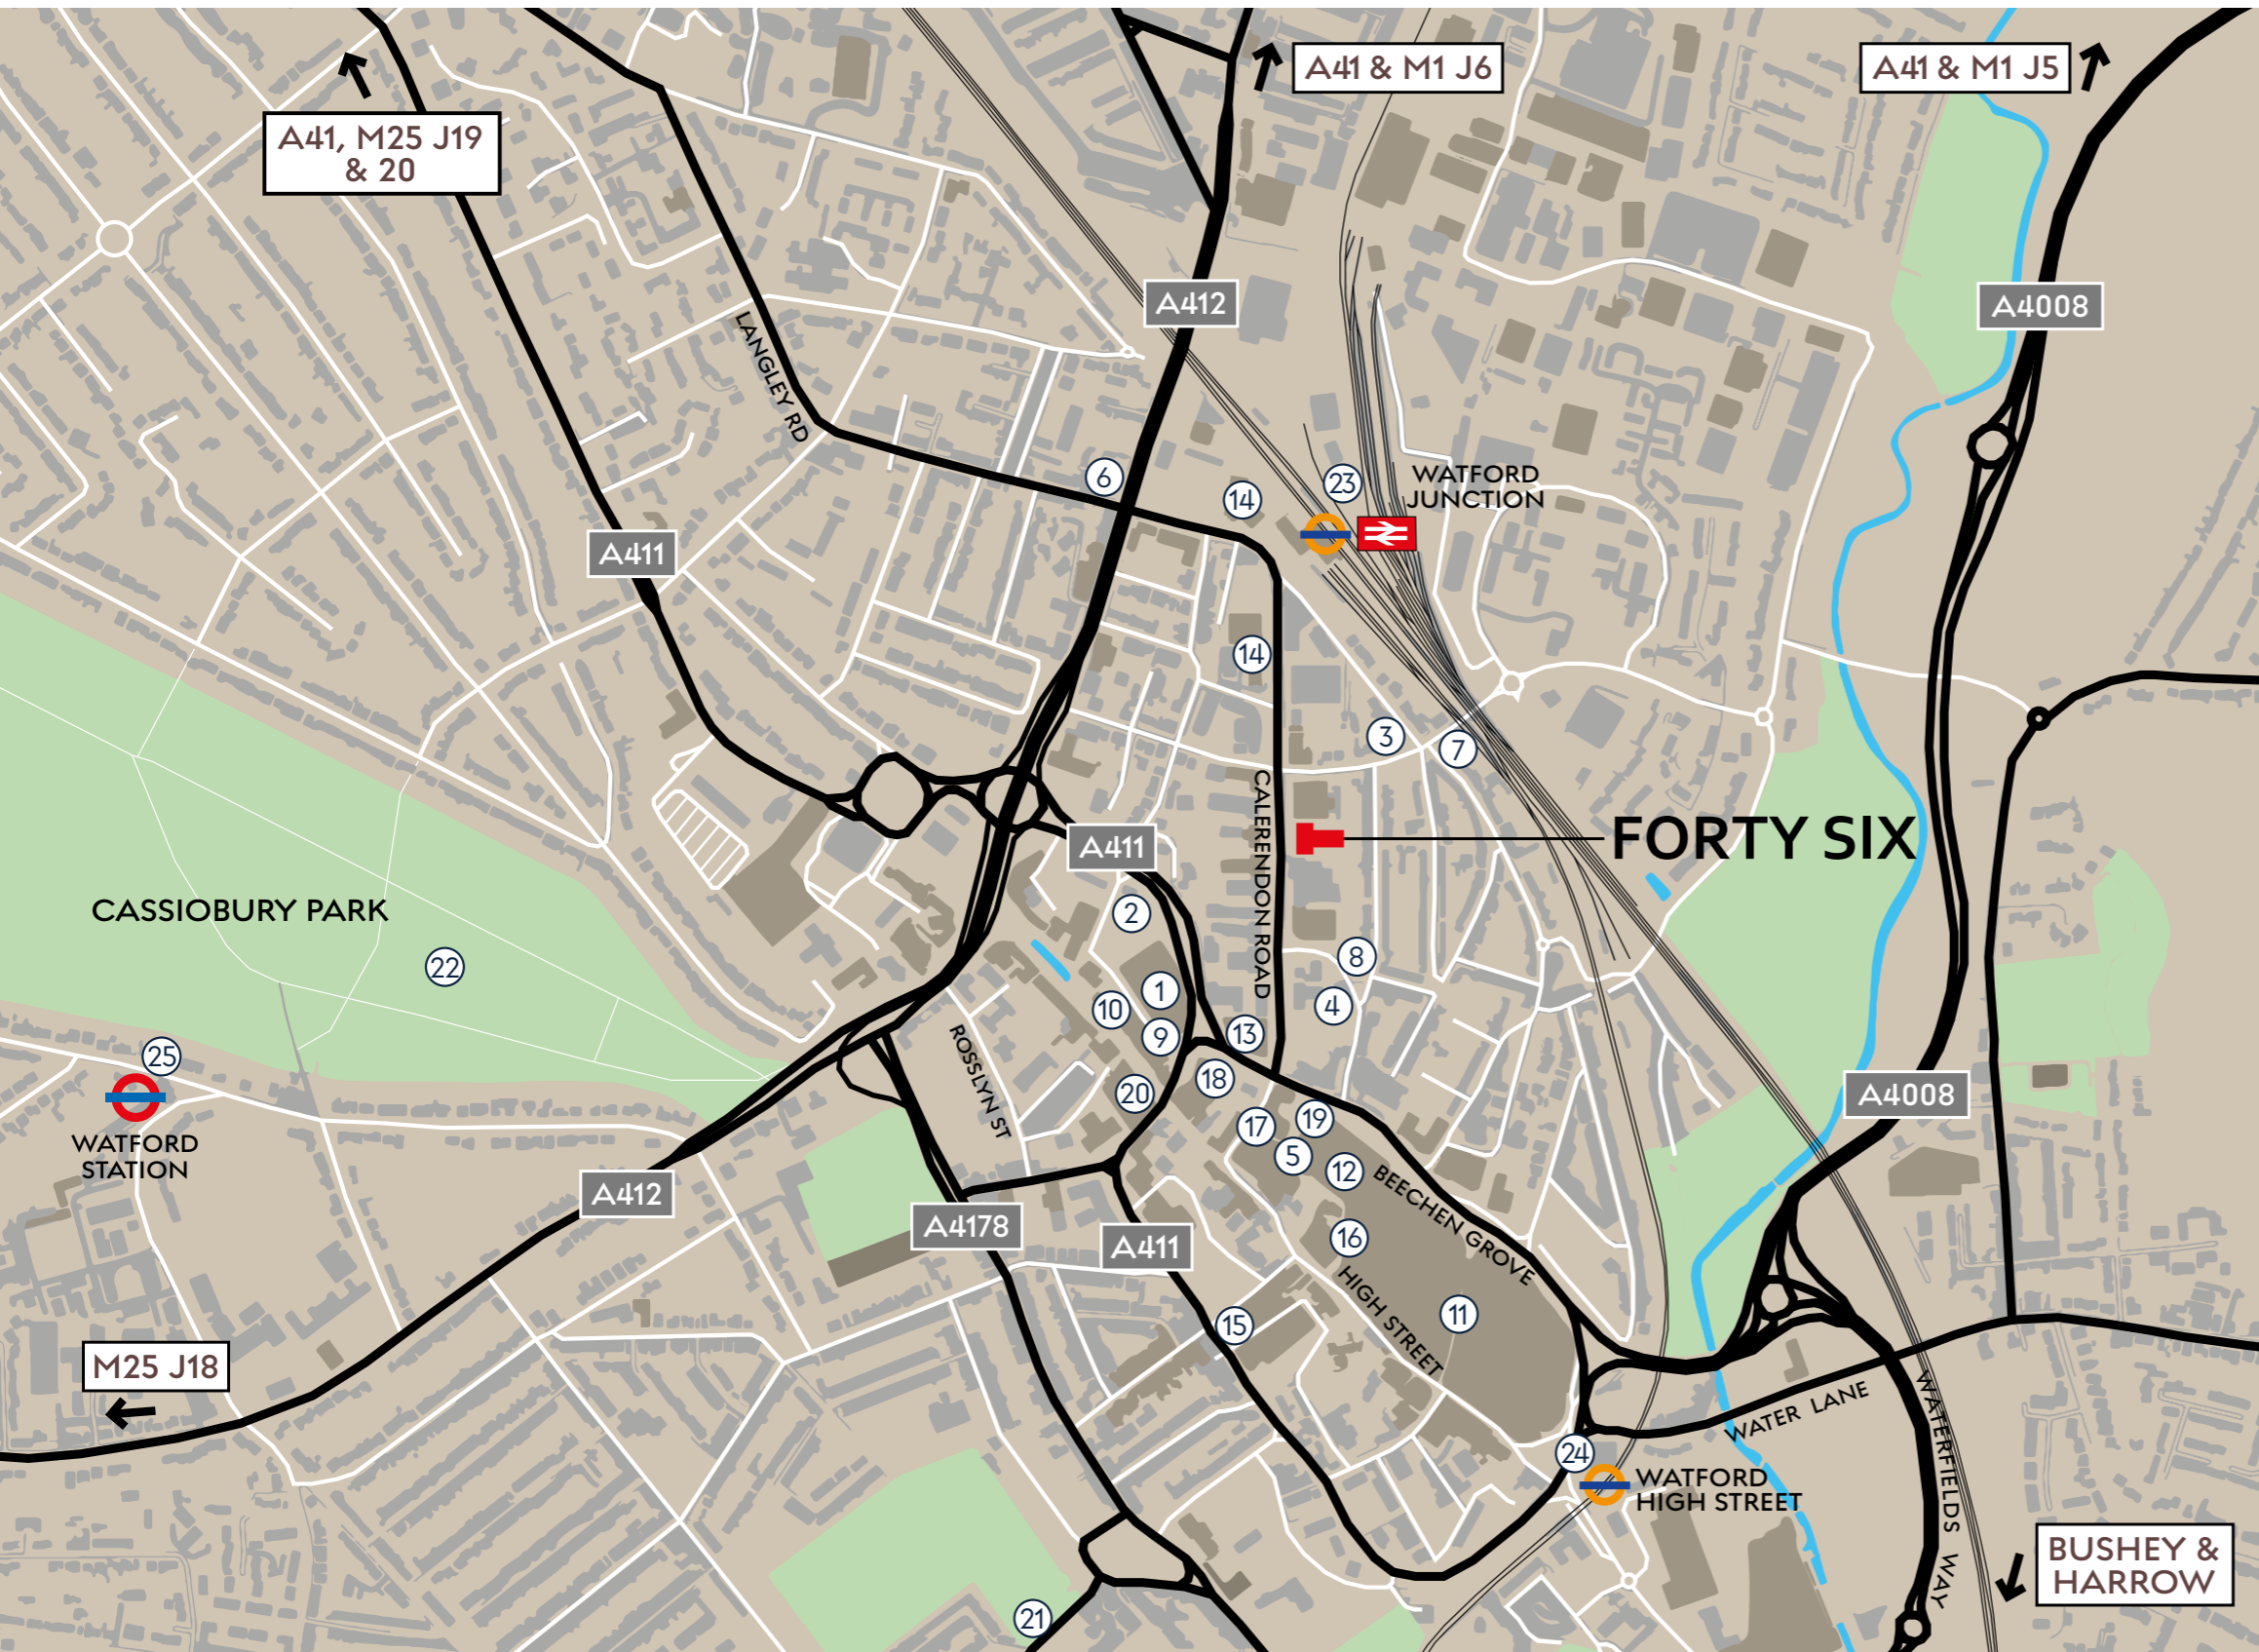 A41 & M1 J6
A41 & M1 J5
A41, M25 J19
& 20
A412
A4008
LANGLEY RD
6
14
23
WATFORD
JUNCTION
A411
14
3
7
CALERENDON ROAD
FORTY SIX
A411
CASSIOBURY PARK
22
2
8
1
10
4
9
13
25
ROSSLYN ST
18
20
A4008
WATFORD
STATION
17
19
5
12
BEECHEN GROVE
A412
A4178
A411
16
HIGH STREET
11
15
M25 J18
WATER LANE
WATERFIELDS WAY
24
WATFORD
HIGH STREET
BUSHEY &
HARROW
21